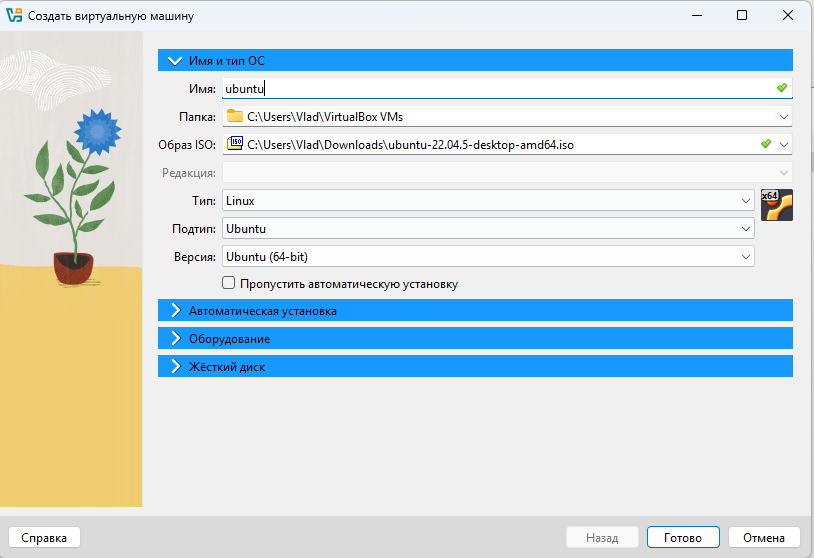 Создать виртуальную машину
Имя и тип ОС
Имя: ubuntu
Папка: C:\Users\Vlad\VirtualBox VMs
Образ ISO: ISO C:\Users\Vlad\Downloads\ubuntu-22.04.5-desktop-amd64.iso
Редакция:
Тип: Linux x64
Подтип: Ubuntu
Версия: Ubuntu (64-bit)
Пропустить автоматическую установку
Автоматическая установка
Оборудование
Жёсткий диск
Справка Назад Готово Отмена